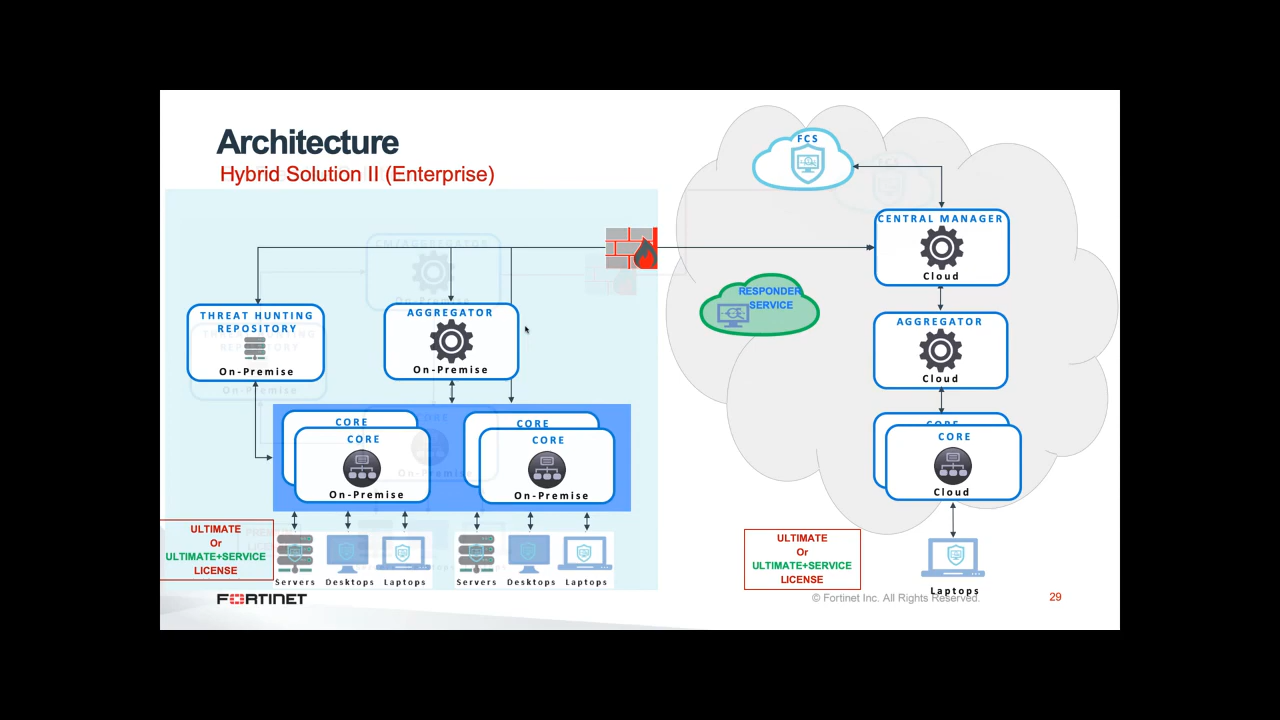 Architecture
Hybrid Solution II (Enterprise)
FCS
CENTRAL MANAGER
Cloud
RESPONDER
SERVICE
AGGREGATOR
Cloud
CORE
CORE
Cloud
Laptops
THREAT HUNTING
REPOSITORY
On-Premise
AGGREGATOR
On-Premise
CORE
CORE
On-Premise
CORE
CORE
On-Premise
Servers
Desktops
Laptops
Servers
Desktops
Laptops
ULTIMATE
Or
ULTIMATE+SERVICE
LICENSE
ULTIMATE
Or
ULTIMATE+SERVICE
LICENSE
FORTINET
© Fortinet Inc. All Rights Reserved.
29